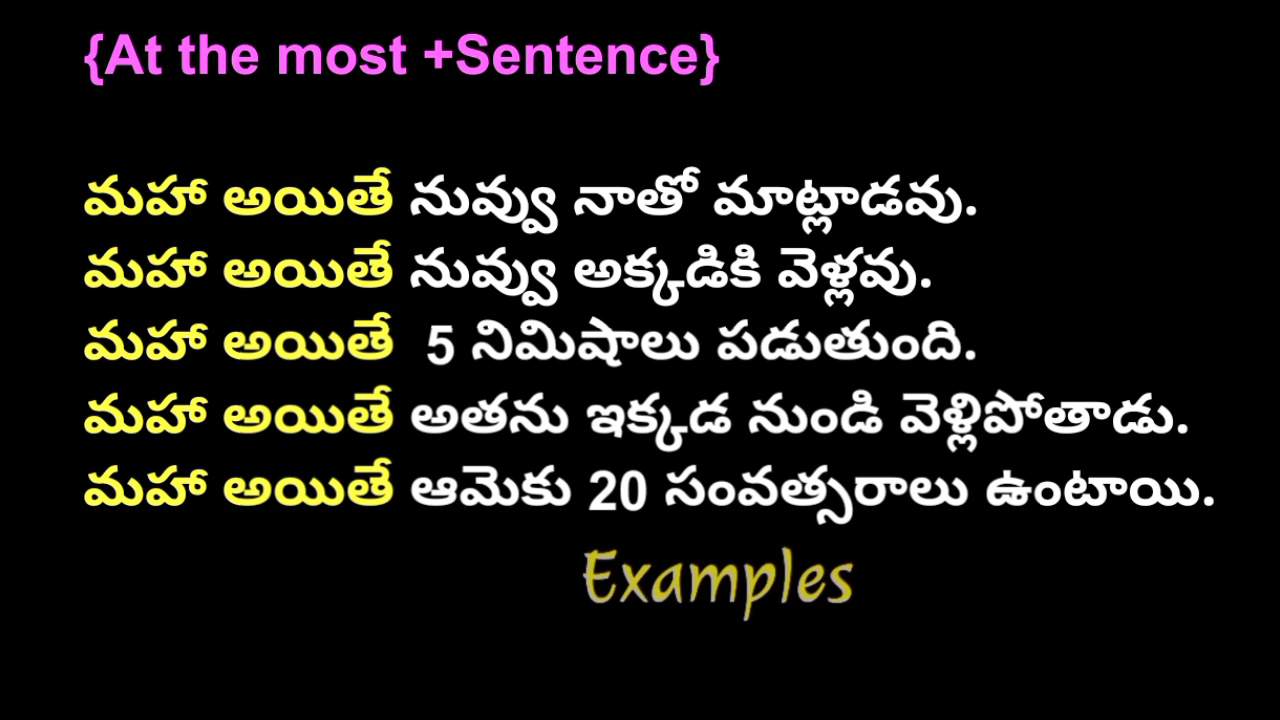 {At the most +Sentence}
మహా అయితే నువ్వు నాతో మాట్లాడవు.
మహా అయితే నువ్వు అక్కడికి వెళ్లవు.
మహా అయితే 5 నిమిషాలు పడుతుంది.
మహా అయితే అతను ఇక్కడ నుండి వెళ్లిపోతాడు.
మహా అయితే ఆమెకు 20 సంవత్సరాలు ఉంటాయి.
Examples